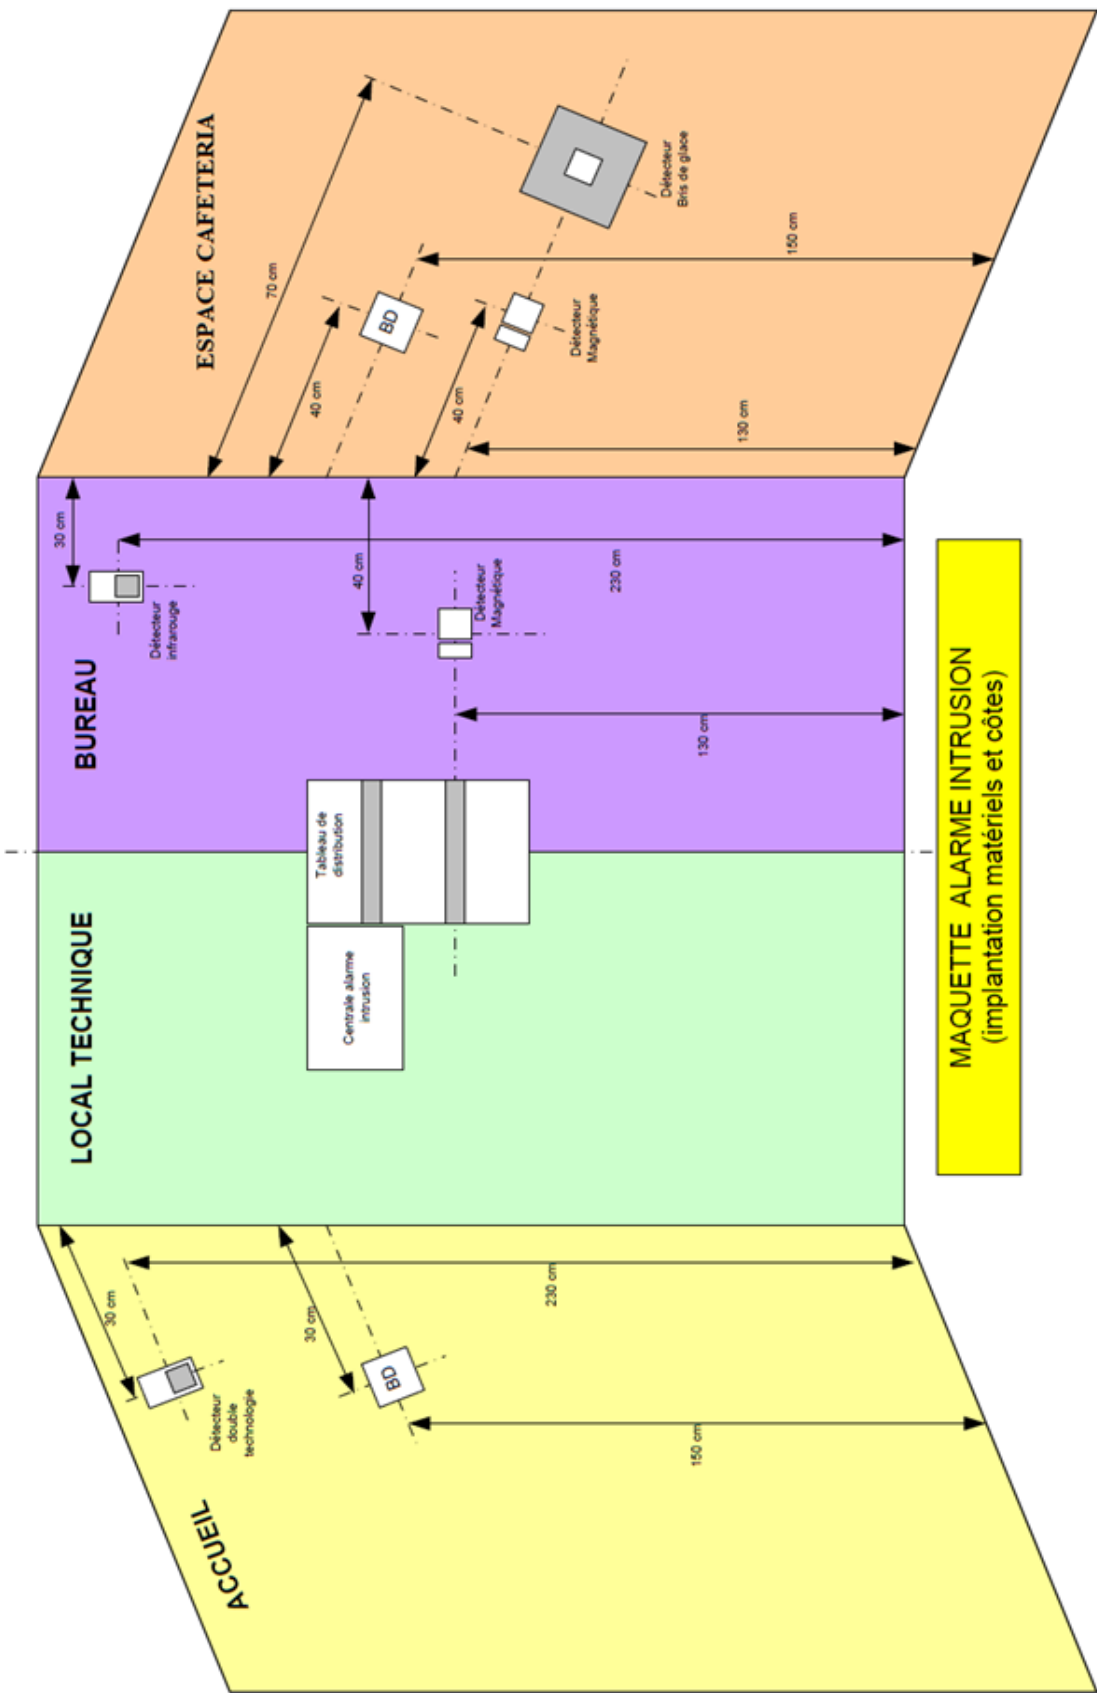 ACCUEIL
LOCAL TECHNIQUE
BUREAU
ESPACE CAFETERIA
30 cm
Détecteur
double
technologie
30 cm
BD
230 cm
150 cm
Centrale alarme
intrusion
Tableau de
distribution
30 cm
Détecteur
infrarouge
40 cm
Détecteur
Magnétique
230 cm
130 cm
70 cm
40 cm
BD
40 cm
Détecteur
Magnétique
Détecteur
Bris de glace
150 cm
130 cm
MAQUETTE ALARME INTRUSION
(implantation matériels et côtes)